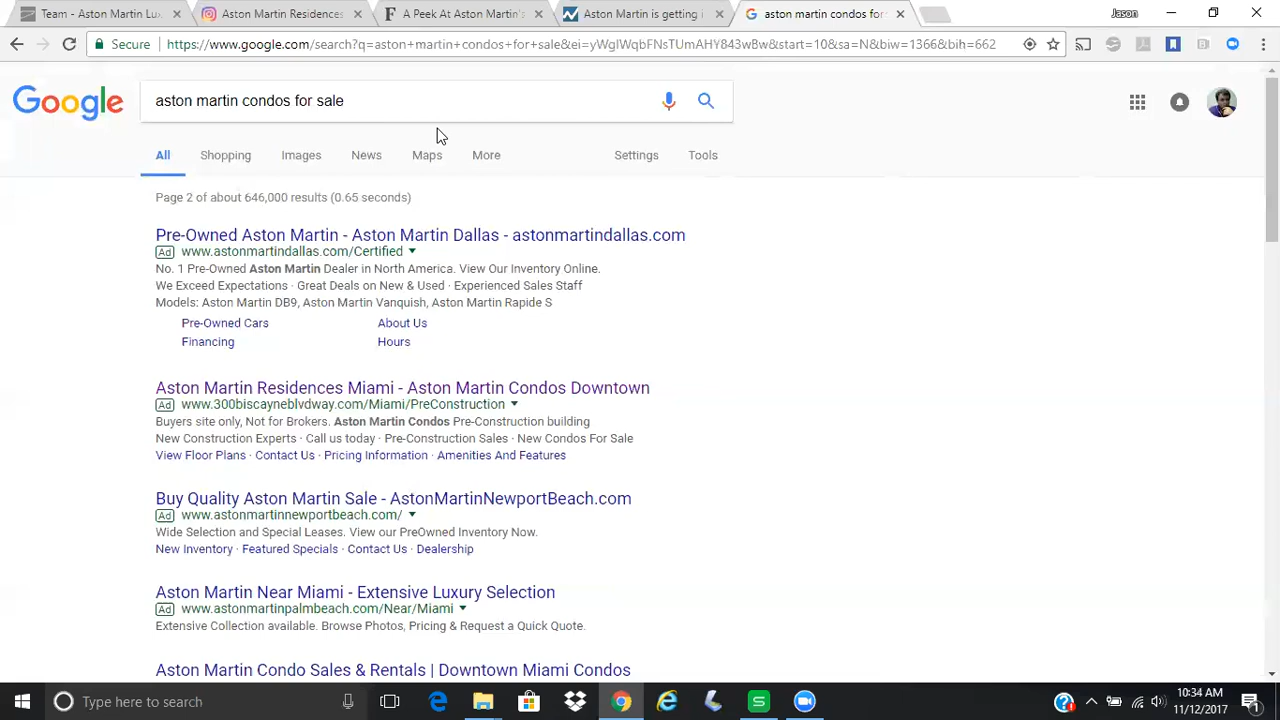 Team - Aston Martin Lux
Aston Martin Residences
A Peek At Aston Martin's
Aston Martin is getting i
aston martin condos for
Jason
Secure
https://www.google.com/search?q=aston+martin+condos+for+sale&ei=yWgIWqbFNsTUmAHY843wBw&start=10&sa=N&biw=1366&bih=662
Google
aston martin condos for sale
All
Shopping
Images
News
Maps
More
Settings
Tools
Page 2 of about 646,000 results (0.65 seconds)
Pre-Owned Aston Martin - Aston Martin Dallas - astonmartindallas.com
Ad www.astonmartindallas.com/Certified
No. 1 Pre-Owned Aston Martin Dealer in North America. View Our Inventory Online.
We Exceed Expectations · Great Deals on New & Used · Experienced Sales Staff
Models: Aston Martin DB9, Aston Martin Vanquish, Aston Martin Rapide S
Pre-Owned Cars
About Us
Financing
Hours
Aston Martin Residences Miami - Aston Martin Condos Downtown
Ad www.300biscayneblvdway.com/Miami/PreConstruction
Buyers site only, Not for Brokers. Aston Martin Condos Pre-Construction building
New Construction Experts · Call us today · Pre-Construction Sales · New Condos For Sale
View Floor Plans · Contact Us · Pricing Information · Amenities And Features
Buy Quality Aston Martin Sale - AstonMartinNewportBeach.com
Ad www.astonmartinnewportbeach.com/
Wide Selection and Special Leases. View our PreOwned Inventory Now.
New Inventory · Featured Specials · Contact Us · Dealership
Aston Martin Near Miami - Extensive Luxury Selection
Ad www.astonmartinpalmbeach.com/Near/Miami
Extensive Collection available. Browse Photos, Pricing & Request a Quick Quote.
Aston Martin Condo Sales & Rentals | Downtown Miami Condos
Type here to search
10:34 AM
11/12/2017